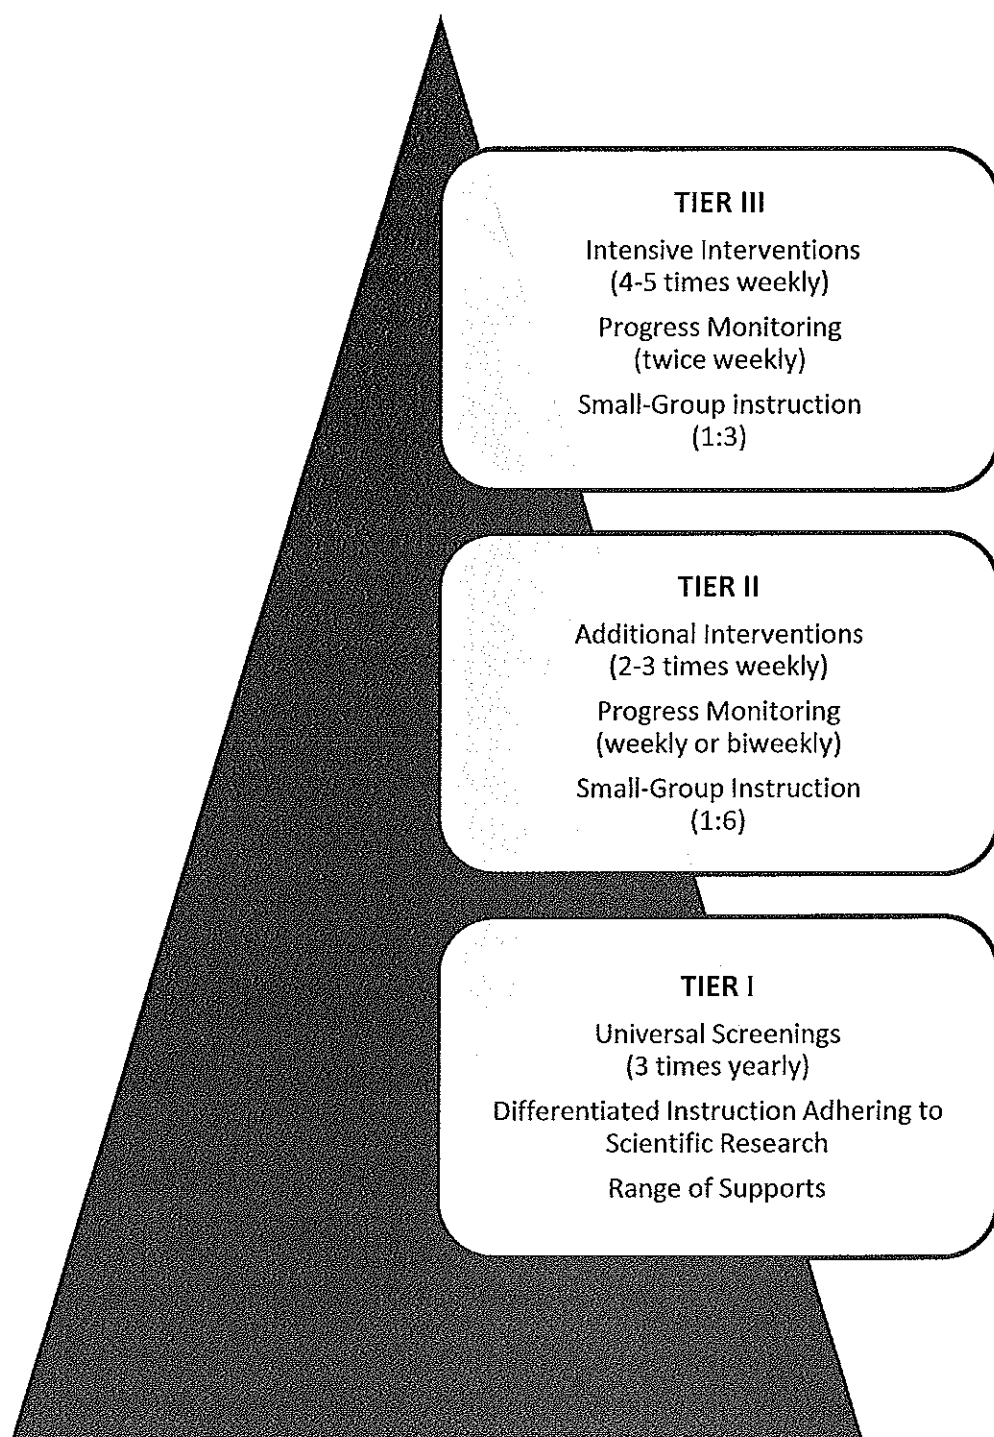 TIER III
Intensive Interventions
(4-5 times weekly)
Progress Monitoring
(twice weekly)
Small-Group instruction
(1:3)
TIER II
Additional Interventions
(2-3 times weekly)
Progress Monitoring
(weekly or biweekly)
Small-Group Instruction
(1:6)
TIER I
Universal Screenings
(3 times yearly)
Differentiated Instruction Adhering to
Scientific Research
Range of Supports